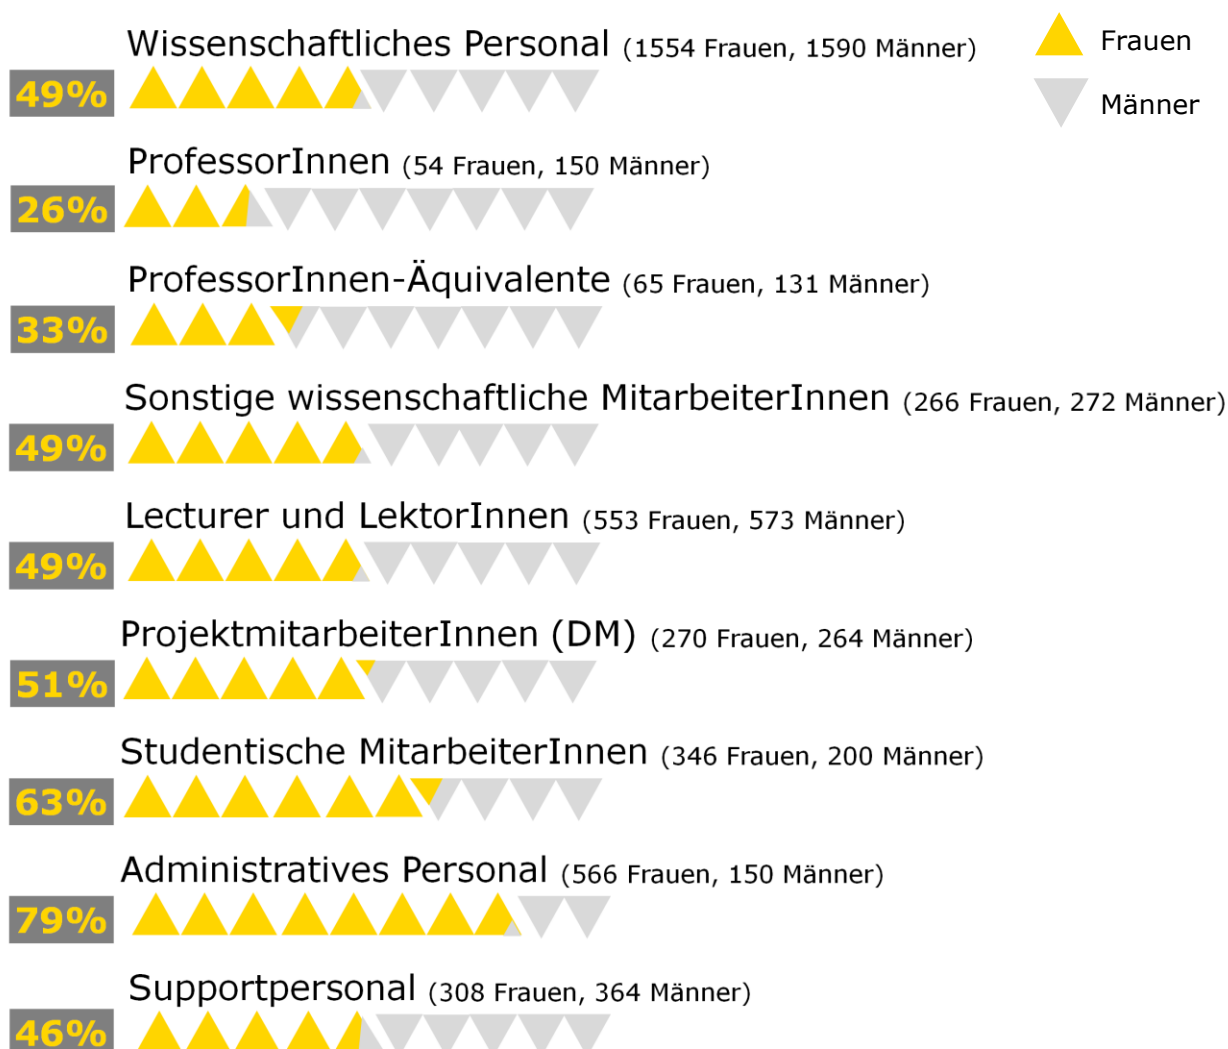 Wissenschaftliches Personal (1554 Frauen, 1590 Männer)
Frauen
49%
Männer
ProfessorInnen (54 Frauen, 150 Männer)
26%
ProfessorInnen-Äquivalente (65 Frauen, 131 Männer)
33%
Sonstige wissenschaftliche MitarbeiterInnen (266 Frauen, 272 Männer)
49%
Lecturer und LektorInnen (553 Frauen, 573 Männer)
49%
ProjektmitarbeiterInnen (DM) (270 Frauen, 264 Männer)
51%
Studentische MitarbeiterInnen (346 Frauen, 200 Männer)
63%
Administratives Personal (566 Frauen, 150 Männer)
79%
Supportpersonal (308 Frauen, 364 Männer)
46%